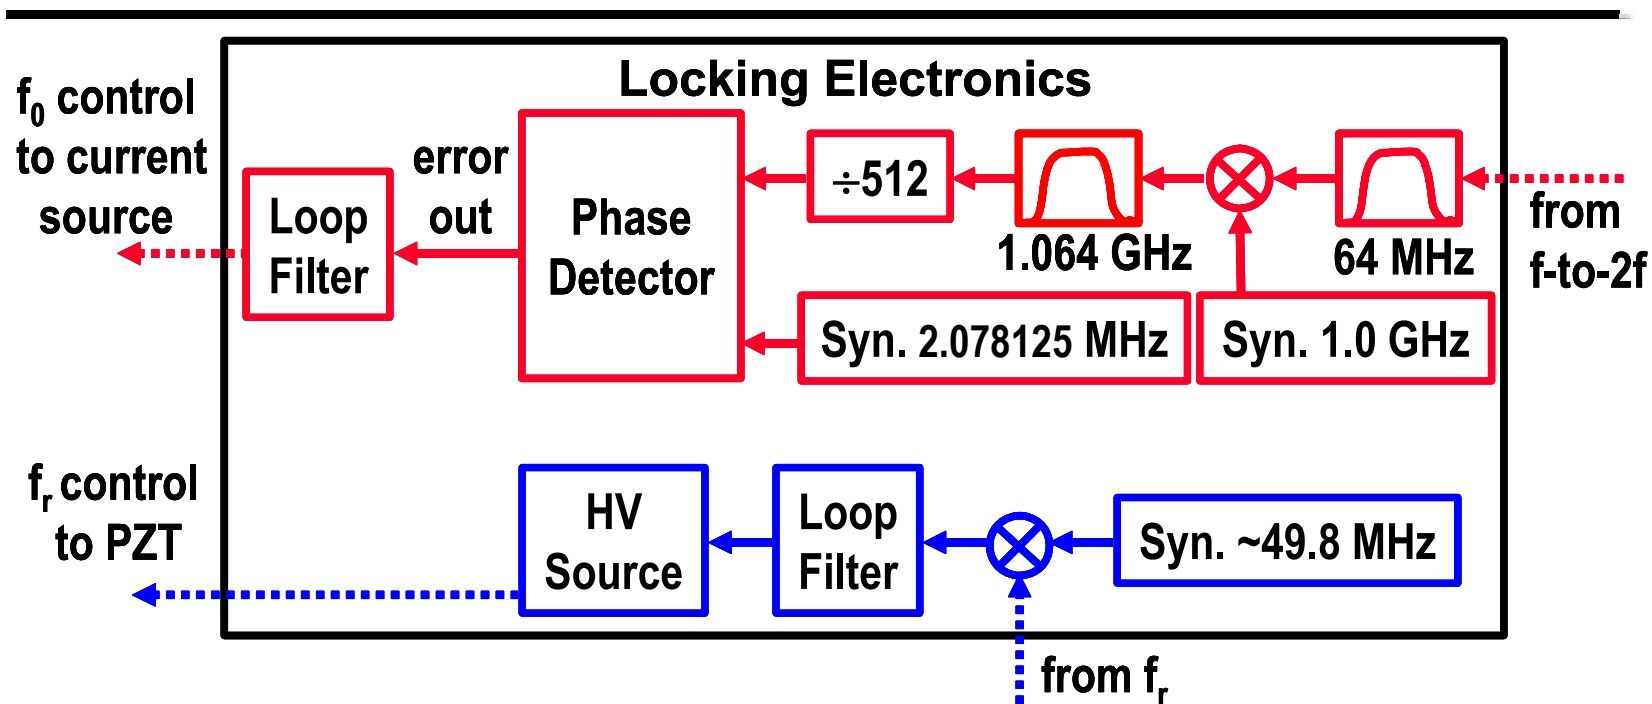 Locking Electronics
f0 control
to current
source
error
out
Loop
Filter
Phase
Detector
÷512
1.064 GHz
64 MHz
from
f-to-2f
Syn. 2.078125 MHz
Syn. 1.0 GHz
fr control
to PZT
HV
Source
Loop
Filter
Syn. ~49.8 MHz
from fr